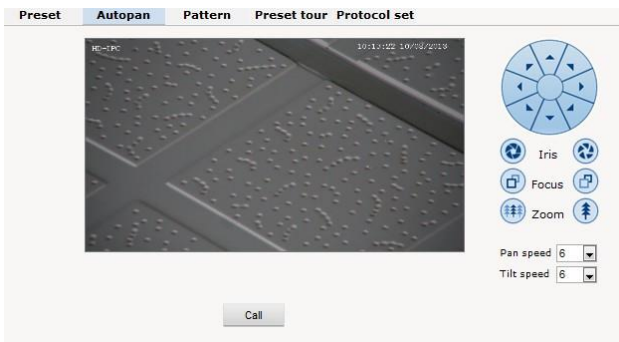 Preset Autopan Pattern Preset tour Protocol set
HD-IPC
Iris
Focus
Zoom
Pan speed 6
Tilt speed 6
Call